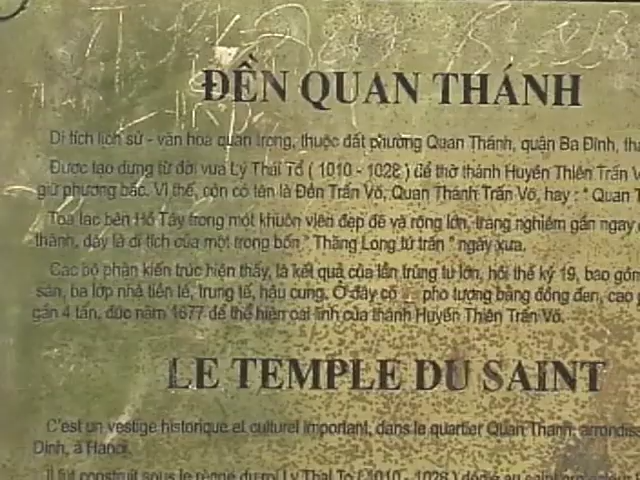 ĐỀN QUAN THÁNH
Di tích lịch sử - văn hoá quan trọng, thuộc đất phường Quan Thánh, quận Ba Đình, th
Được tạo dựng từ đời vua Lý Thái Tổ ( 1010 - 1028 ) để thờ thánh Huyền Thiên Trấn V
giữ phương bắc. Vì thế, còn có tên là Đền Trấn Võ, Quan Thánh Trấn Võ, hay : " Quan T
Toạ lạc bên Hồ Tây trong một khuôn viên đẹp đẽ và rộng lớn, trang nghiêm gần ngay
thành, đây là di tích của một trong bốn " Thăng Long tứ trấn " ngày xưa.
Các bộ phận kiến trúc hiện thấy, là kết quả của lần trùng tu lớn, hồi thế kỷ 19, bao gồm
sân, ba lớp nhà tiền tế, trung tế, hậu cung. Ở đây có pho tượng bằng đồng đen, cao
gần 4 tấn, đúc năm 1677 để thể hiện oai linh của thánh Huyền Thiên Trấn Võ.
LE TEMPLE DU SAINT
C'est un vestige historique et culturel important, dans le quartier Quan Thanh, arrondiss
Dinh, à Hanoi.
Il fut construit sous le règne du roi Ly Thai To ( 1010 - 1028 ) dédié au saint